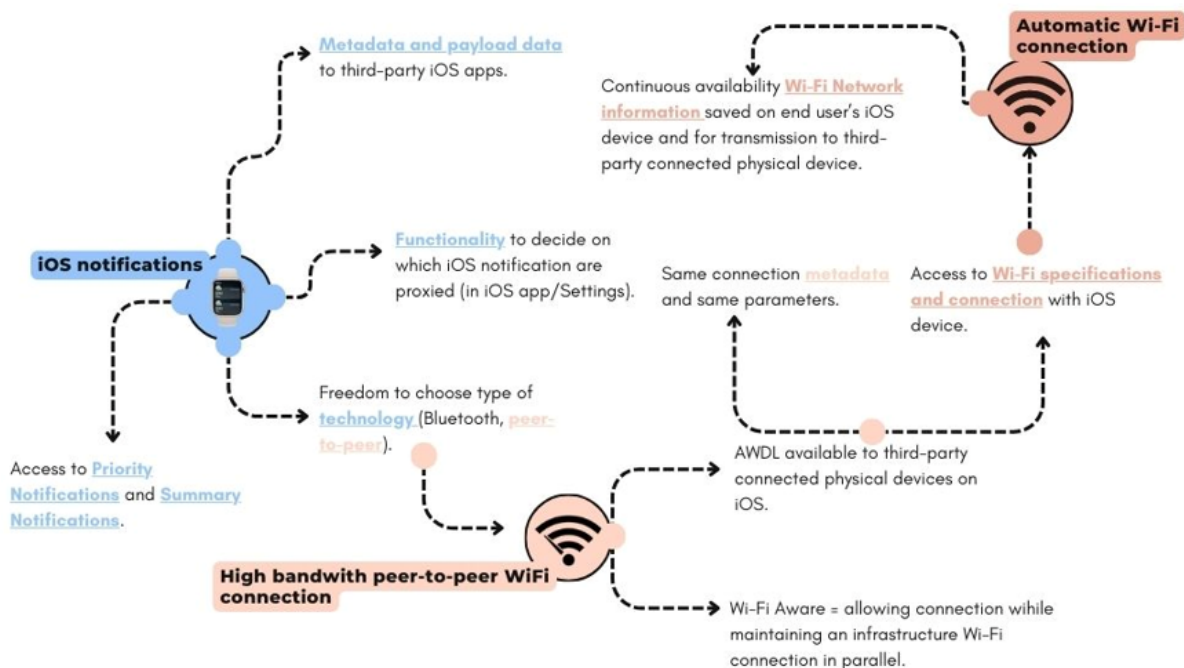 Metadata and payload data
to third-party iOS apps.
Automatic Wi-Fi
connection
Continuous availability Wi-Fi Network
information saved on end user's iOS
device and for transmission to third-
party connected physical device.
iOS notifications
Functionality to decide on
which iOS notification are
proxied (in iOS app/Settings).
Same connection metadata
and same parameters.
Access to Wi-Fi specifications
and connection with iOS
device.
Freedom to choose type of
technology (Bluetooth, peer-
to-peer).
Access to Priority
Notifications and Summary
Notifications.
AWDL available to third-party
connected physical devices on
iOS.
High bandwith peer-to-peer WiFi
connection
Wi-Fi Aware = allowing connection wihile
maintaining an infrastructure Wi-Fi
connection in parallel.